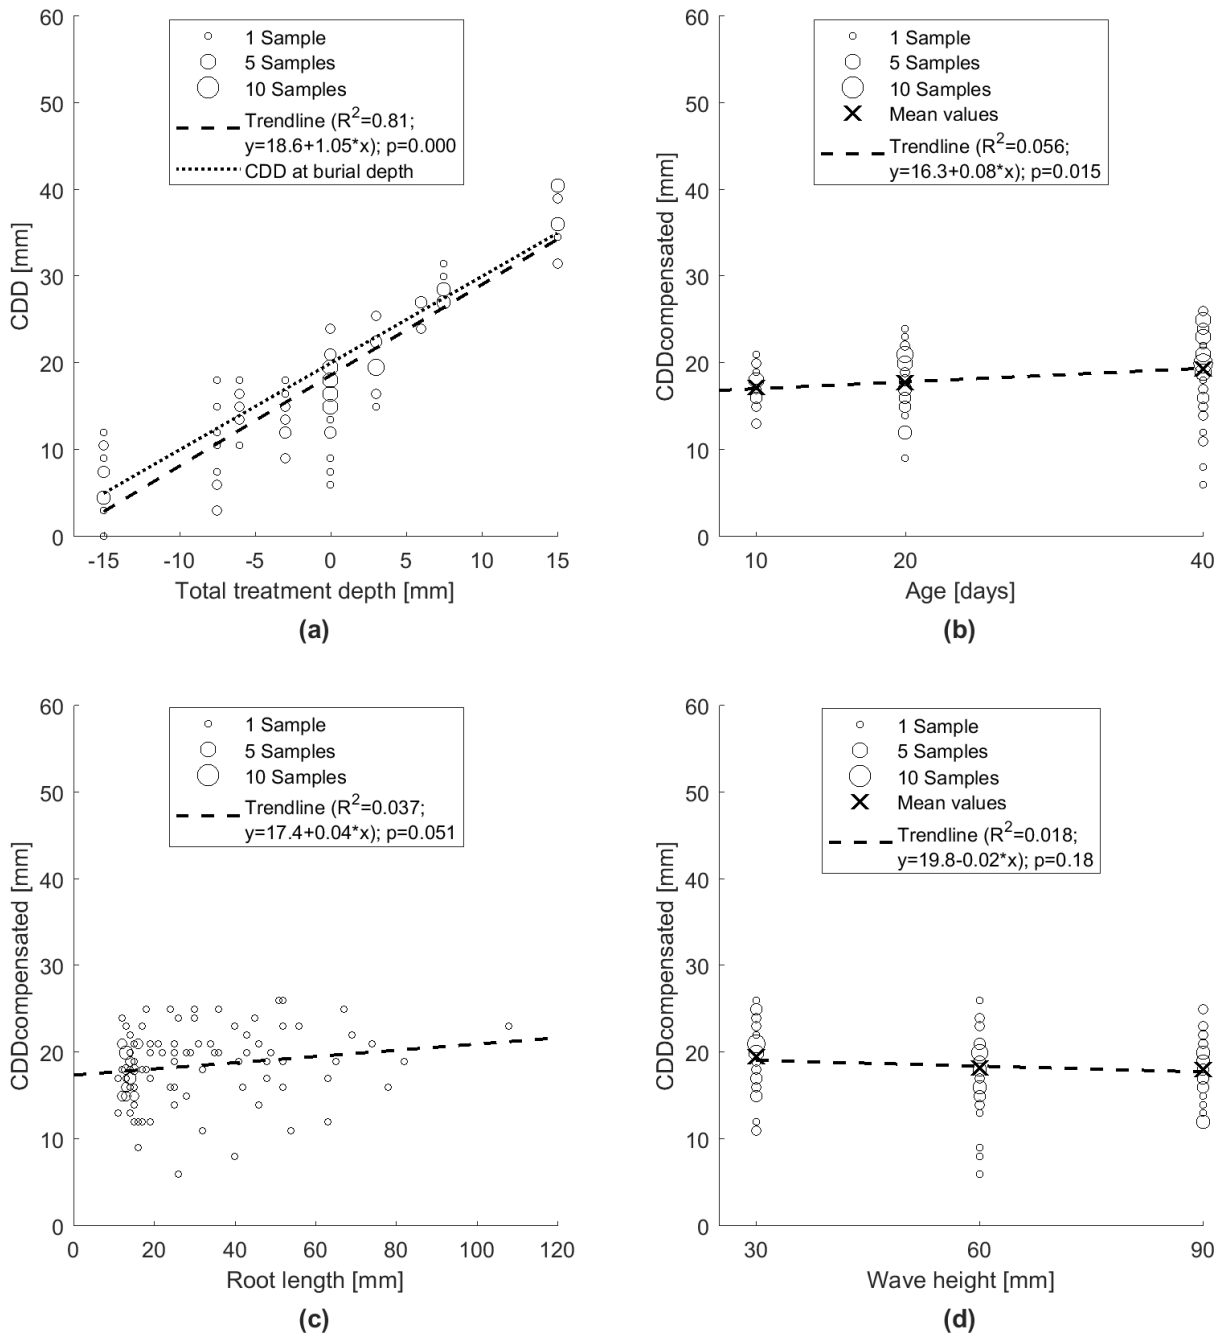 1 Sample
5 Samples
10 Samples
Trendline (R²=0.81;
y=18.6+1.05*x); p=0.000
CDD at burial depth
CDD [mm]
60
50
40
30
20
10
0
-15
-10
-5
0
5
10
15
Total treatment depth [mm]
(a)
1 Sample
5 Samples
10 Samples
Mean values
Trendline (R²=0.056;
y=16.3+0.08*x); p=0.015
CDDcompensated [mm]
60
50
40
30
20
10
0
10
20
40
Age [days]
(b)
1 Sample
5 Samples
10 Samples
Trendline (R²=0.037;
y=17.4+0.04*x); p=0.051
CDDcompensated [mm]
60
50
40
30
20
10
0
0
20
40
60
80
100
120
Root length [mm]
(c)
1 Sample
5 Samples
10 Samples
Mean values
Trendline (R²=0.018;
y=19.8-0.02*x); p=0.18
CDDcompensated [mm]
60
50
40
30
20
10
0
30
60
90
Wave height [mm]
(d)